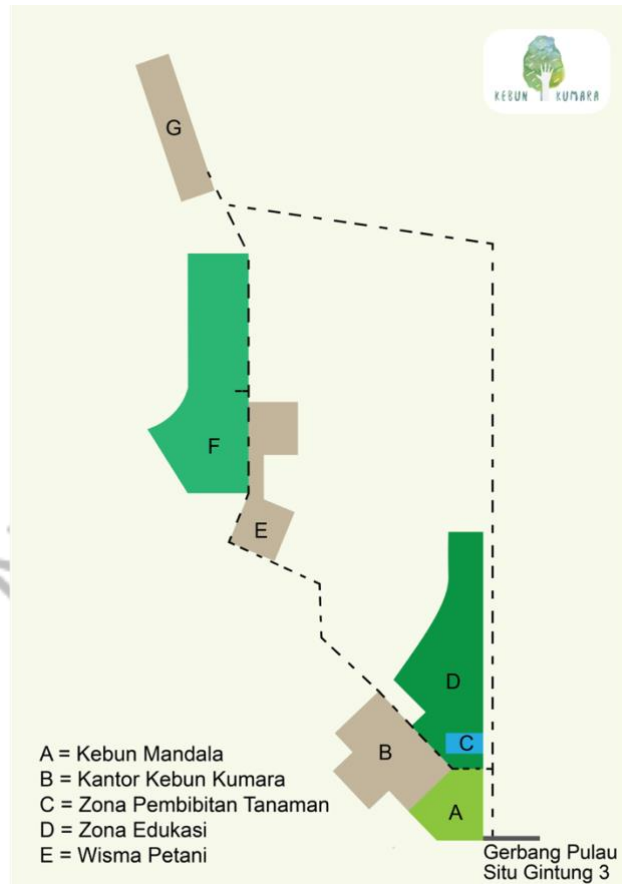 KEBUN KUMARA
G
F
E
D
C
B
A
A = Kebun Mandala
B = Kantor Kebun Kumara
C = Zona Pembibitan Tanaman
D = Zona Edukasi
E = Wisma Petani
Gerbang Pulau
Situ Gintung 3